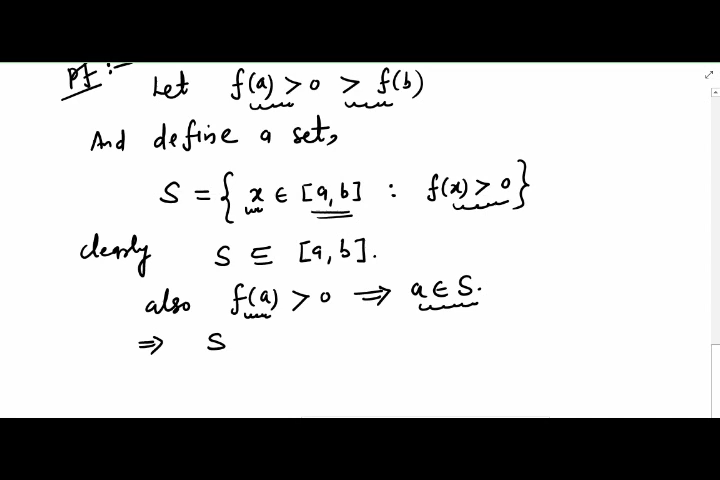 Pf :-
Let f(a) > 0 > f(b)
And define a set,
S = { x ∈ [a, b] : f(x) > 0 }
clearly S ⊆ [a, b].
also f(a) > 0 ⟹ a ∈ S.
⟹ S